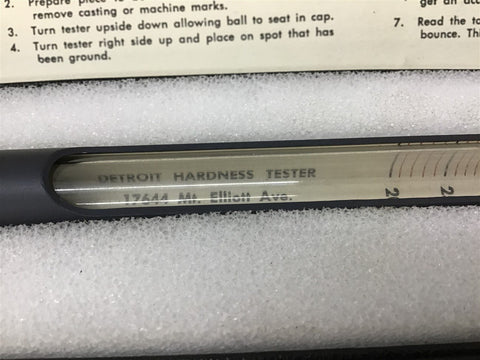 2. Prepare piece to
remove casting or machine marks.
3. Turn tester upside down allowing ball to seat in cap.
4. Turn tester right side up and place on spot that has
been ground.
get an
7. Read the
bounce.
DETROIT HARDNESS TESTER
17644 Mt. Elliott Ave.
2
2